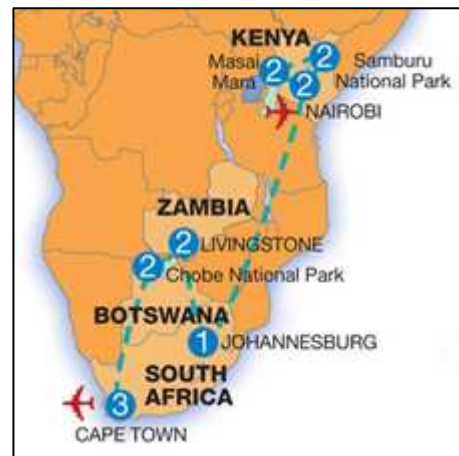 KENYA
Masai
Mara
2
2
Samburu
National Park
2
NAIROBI
ZAMBIA
2
LIVINGSTONE
2
Chobe National Park
BOTSWANA
1
JOHANNESBURG
SOUTH
AFRICA
3
CAPE TOWN